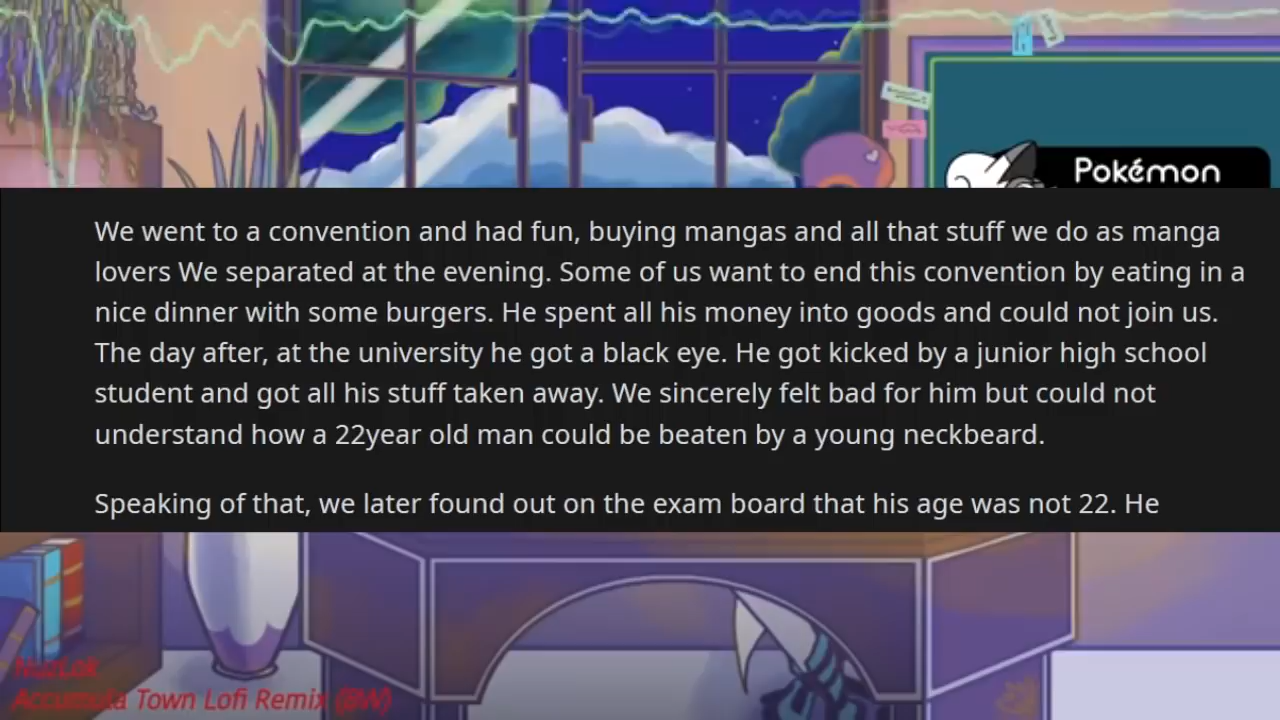 Pokémon
We went to a convention and had fun, buying mangas and all that stuff we do as manga
lovers We separated at the evening. Some of us want to end this convention by eating in a
nice dinner with some burgers. He spent all his money into goods and could not join us.
The day after, at the university he got a black eye. He got kicked by a junior high school
student and got all his stuff taken away. We sincerely felt bad for him but could not
understand how a 22year old man could be beaten by a young neckbeard.
Speaking of that, we later found out on the exam board that his age was not 22. He
NuzLok
Accumula Town Lofi Remix (BW)